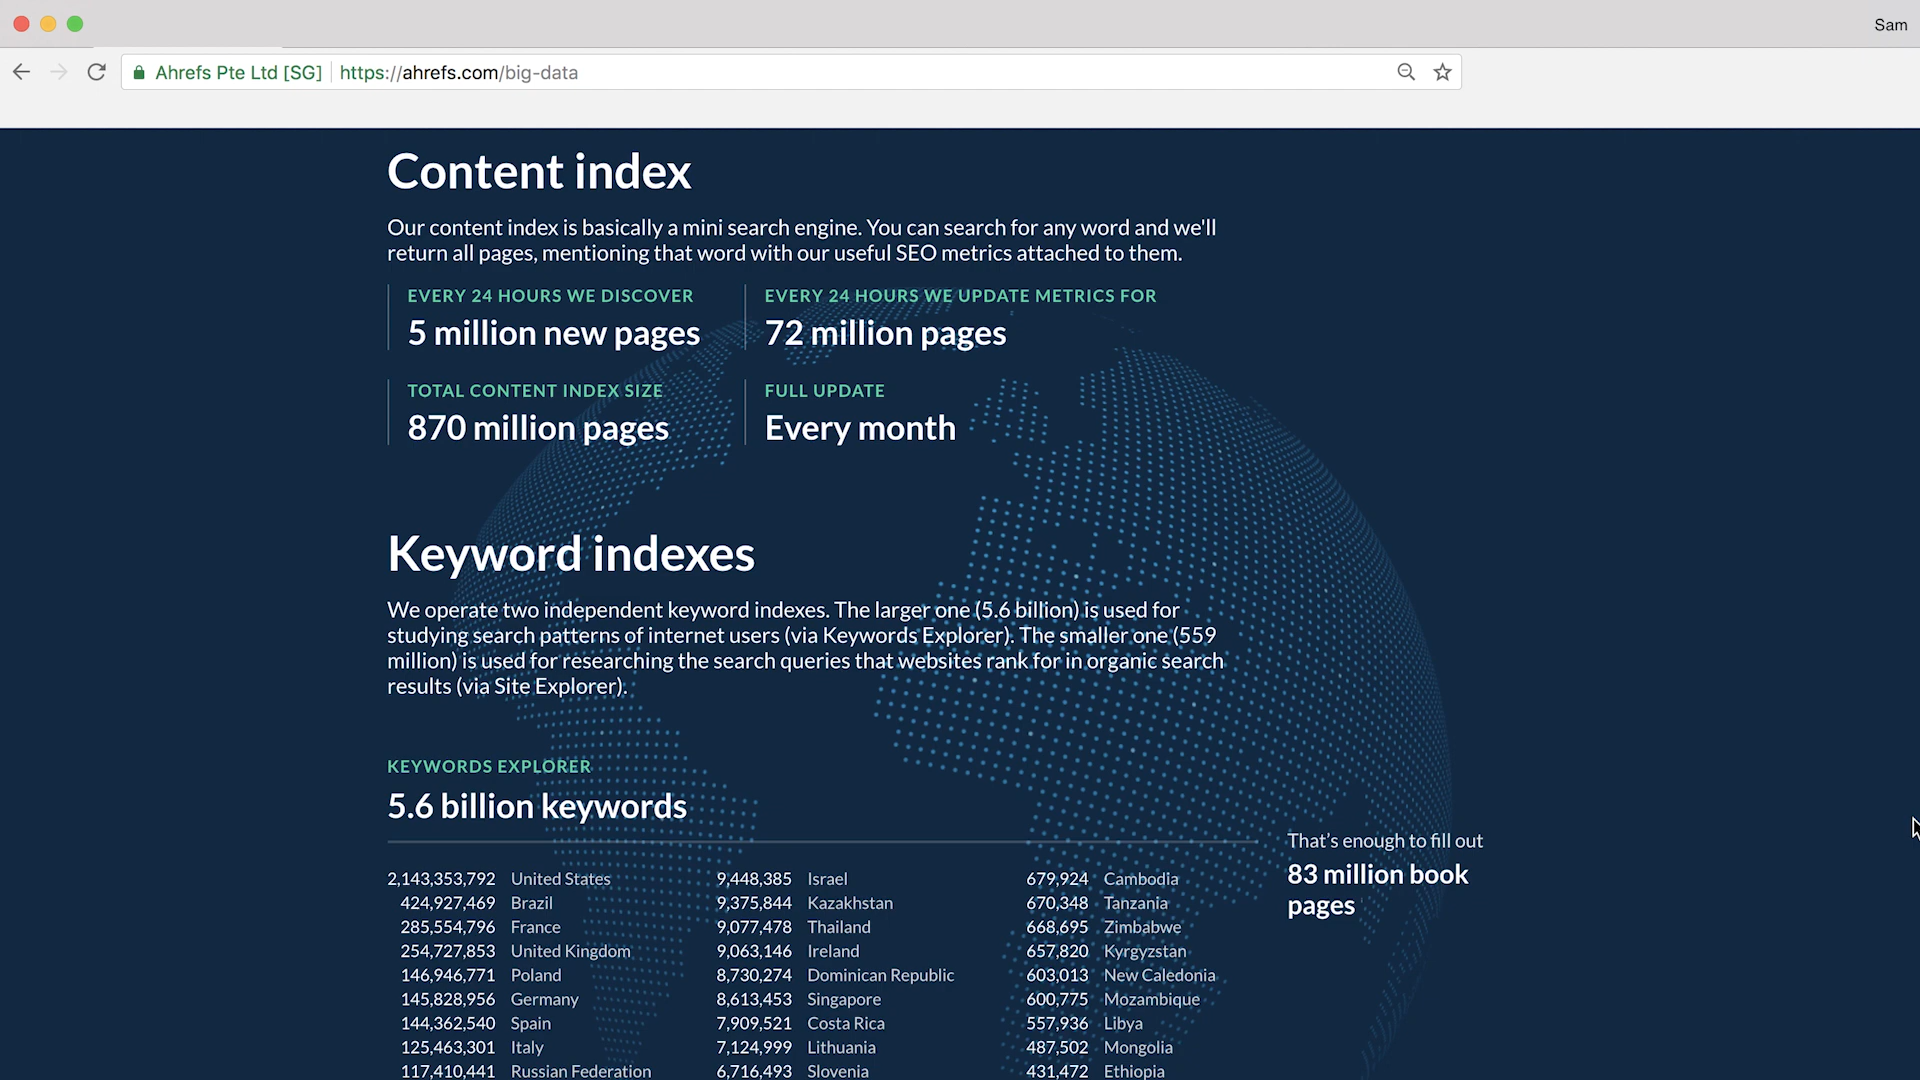 Sam
Ahrefs Pte Ltd [SG] https://ahrefs.com/big-data
Content index
Our content index is basically a mini search engine. You can search for any word and we'll
return all pages, mentioning that word with our useful SEO metrics attached to them.
EVERY 24 HOURS WE DISCOVER
5 million new pages
EVERY 24 HOURS WE UPDATE METRICS FOR
72 million pages
TOTAL CONTENT INDEX SIZE
870 million pages
FULL UPDATE
Every month
Keyword indexes
We operate two independent keyword indexes. The larger one (5.6 billion) is used for
studying search patterns of internet users (via Keywords Explorer). The smaller one (559
million) is used for researching the search queries that websites rank for in organic search
results (via Site Explorer).
KEYWORDS EXPLORER
5.6 billion keywords
That's enough to fill out
83 million book
pages
2,143,353,792 United States
424,927,469 Brazil
285,554,796 France
254,727,853 United Kingdom
146,946,771 Poland
145,828,956 Germany
144,362,540 Spain
125,463,301 Italy
117,410,441 Russian Federation
9,448,385 Israel
9,375,844 Kazakhstan
9,077,478 Thailand
9,063,146 Ireland
8,730,274 Dominican Republic
8,613,453 Singapore
7,909,521 Costa Rica
7,124,999 Lithuania
6,716,493 Slovenia
679,924 Cambodia
670,348 Tanzania
668,695 Zimbabwe
657,820 Kyrgyzstan
603,013 New Caledonia
600,775 Mozambique
557,936 Libya
487,502 Mongolia
431,472 Ethiopia